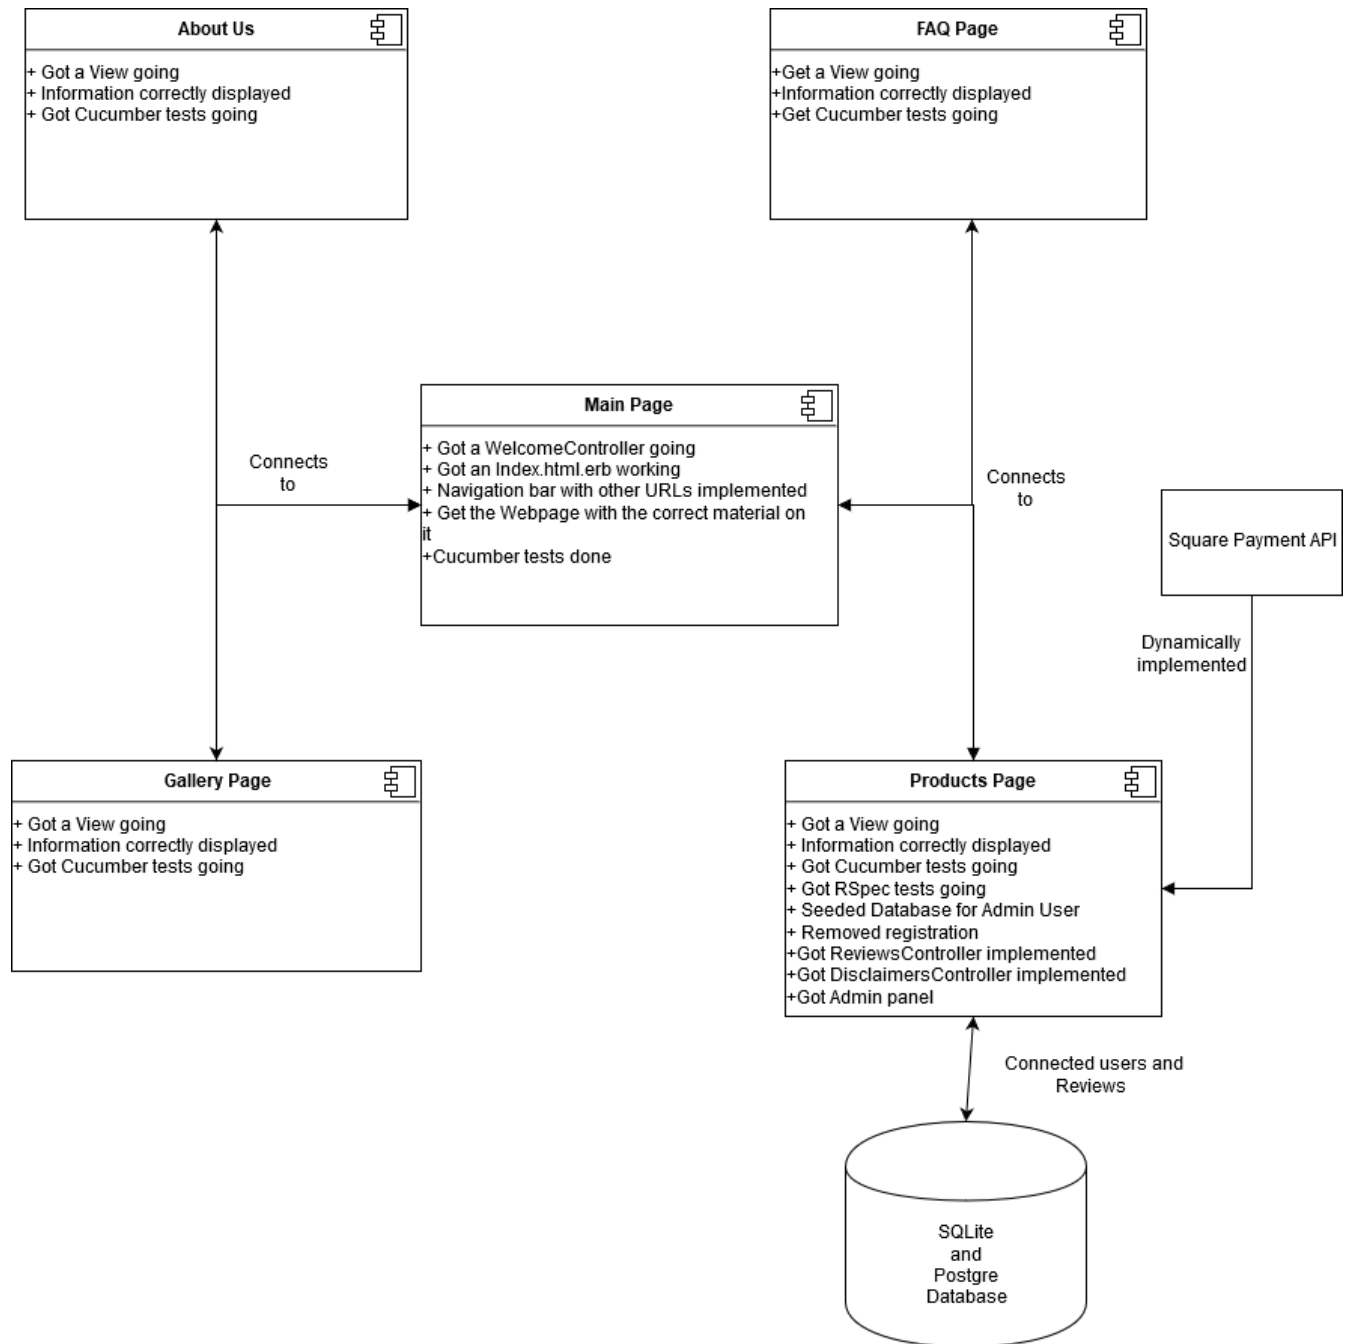 About Us
+ Got a View going
+ Information correctly displayed
+ Got Cucumber tests going
FAQ Page
+Get a View going
+Information correctly displayed
+Get Cucumber tests going
Main Page
+ Got a WelcomeController going
+ Got an Index.html.erb working
+ Navigation bar with other URLs implemented
+ Get the Webpage with the correct material on
it
+Cucumber tests done
Connects
to
Connects
to
Square Payment API
Dynamically
implemented
Gallery Page
+ Got a View going
+ Information correctly displayed
+ Got Cucumber tests going
Products Page
+ Got a View going
+ Information correctly displayed
+ Got Cucumber tests going
+ Got RSpec tests going
+ Seeded Database for Admin User
+ Removed registration
+Got ReviewsController implemented
+Got DisclaimersController implemented
+Got Admin panel
Connected users and
Reviews
SQLite
and
Postgre
Database